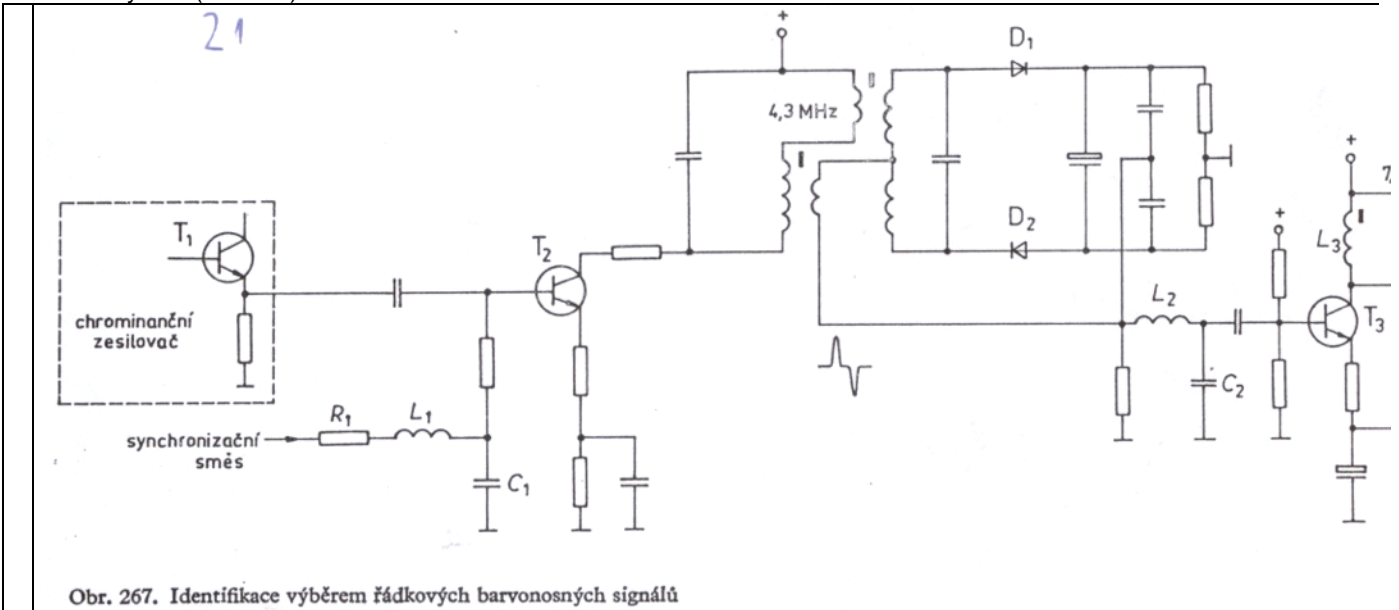 21
+
D₁
4,3 MHz
+
T₁
D₂
+
L₃
T₂
L₂
chrominanční
zesilovač
T₃
C₂
R₁
L₁
synchronizační
směs
C₁
Obr. 267. Identifikace výběrem řádkových barvonosných signálů